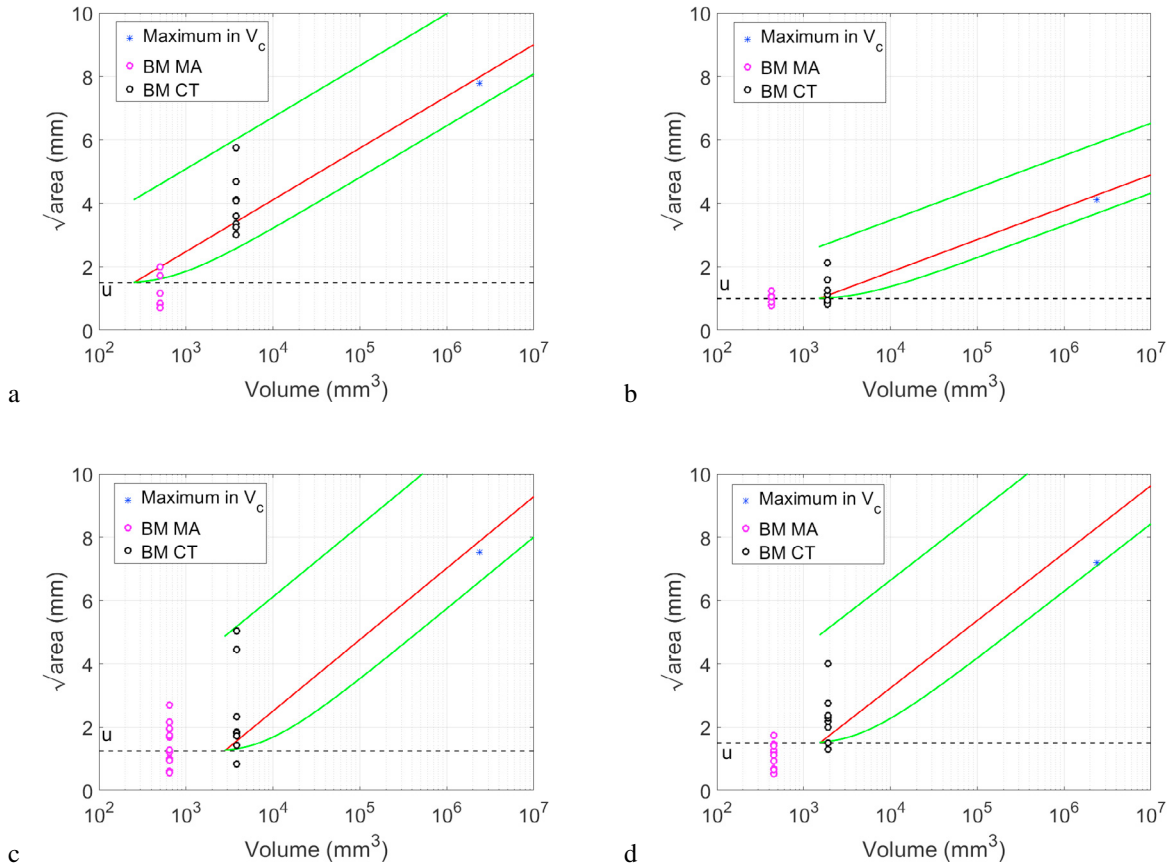 10
8
6
4
2
0
√area (mm)
* Maximum in V_c
BM MA
BM CT
u
10^2 10^3 10^4 10^5 10^6 10^7
Volume (mm^3)
a
10
8
6
4
2
0
√area (mm)
* Maximum in V_c
BM MA
BM CT
u
10^2 10^3 10^4 10^5 10^6 10^7
Volume (mm^3)
b
10
8
6
4
2
0
√area (mm)
* Maximum in V_c
BM MA
BM CT
u
10^2 10^3 10^4 10^5 10^6 10^7
Volume (mm^3)
c
10
8
6
4
2
0
√area (mm)
* Maximum in V_c
BM MA
BM CT
u
10^2 10^3 10^4 10^5 10^6 10^7
Volume (mm^3)
d